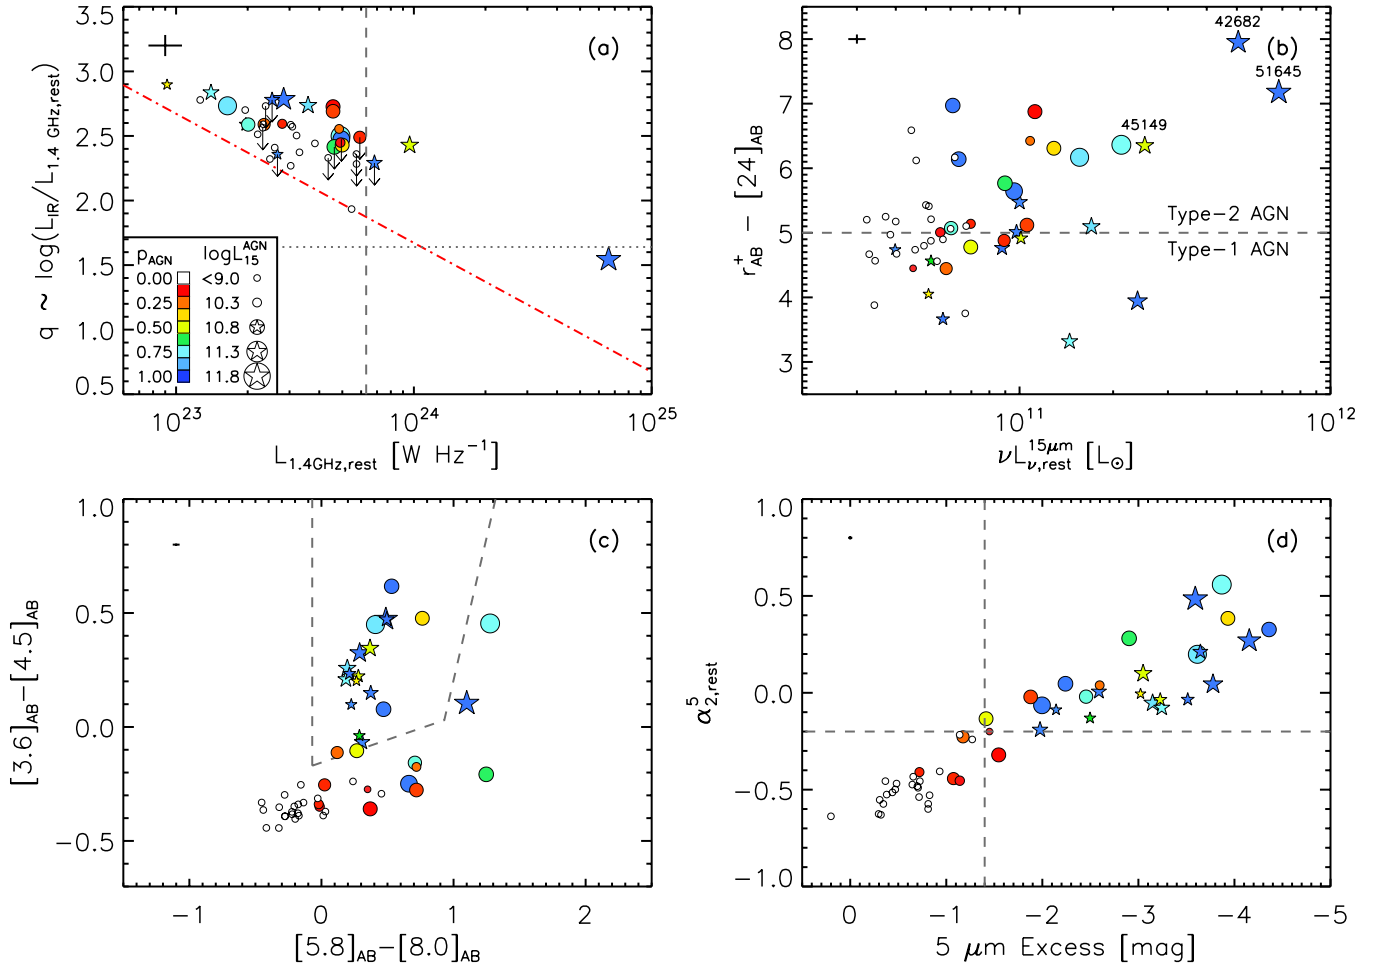 3.5
3.0
2.5
2.0
1.5
1.0
0.5
q ~ log(L_IR/L_1.4 GHz,rest)
(a)
p_AGN logL_15^AGN
0.00 <9.0
0.25 10.3
0.50 10.8
0.75 11.3
1.00 11.8
10^23 10^24 10^25
L_1.4GHz,rest [W Hz^-1]
8
7
6
5
4
3
r^+_AB − [24]_AB
42682
(b)
51645
45149
Type−2 AGN
Type−1 AGN
10^11 10^12
νL_ν,rest^15μm [L_⊙]
1.0
0.5
0.0
−0.5
[3.6]_AB−[4.5]_AB
(c)
−1 0 1 2
[5.8]_AB−[8.0]_AB
1.0
0.5
0.0
−0.5
−1.0
α^5_2,rest
(d)
0 −1 −2 −3 −4 −5
5 μm Excess [mag]